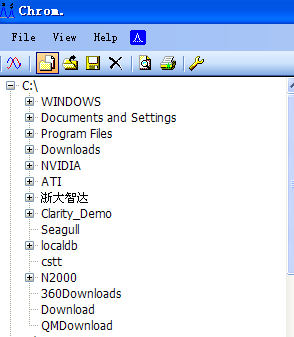 Chrom.
File View Help
C:\
WINDOWS
Documents and Settings
Program Files
Downloads
NVIDIA
ATI
浙大智达
Clarity_Demo
Seagull
localdb
cstt
N2000
360Downloads
Download
QMDownload